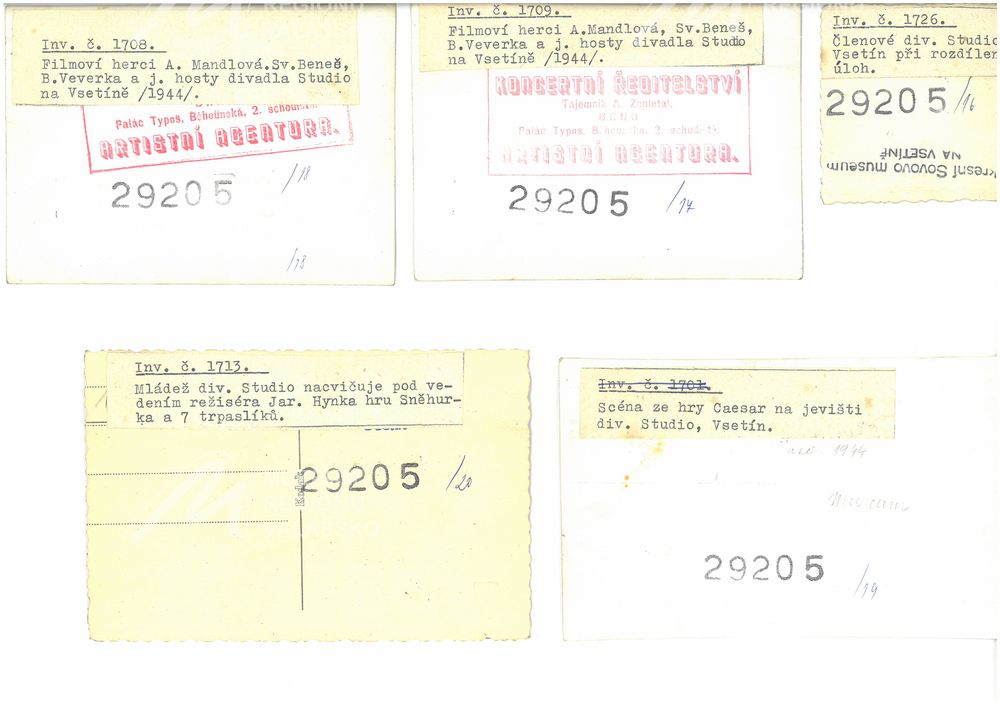 Inv. č. 1708.
Filmoví herci A. Mandlová.Sv.Beneš,
B.Veverka a j. hosty divadla Studio
na Vsetíně /1944/.
Palác Typos, Běhounská, 2. schodiště.
ARTISTNÍ AGENTURA.
29205 /18
/18
Inv. č. 1709.
Filmoví herci A.Mandlová, Sv.Beneš,
B.Veverka a j. hosty divadla Studio
na Vsetíně /1944/.
KONCERTNÍ ŘEDITELSTVÍ
Tajemník A.
BRNO
Palác Typos, Běhounská, 2. schodiště.
ARTISTNÍ AGENTURA.
29205 /17
Inv. č. 1726.
Členové div. Studio
Vsetín při rozdílen
úloh.
29205 /16
kresní Sovovo museum
NA VSETÍNĚ
Inv. č. 1713.
Mládež div. Studio nacvičuje pod ve-
dením režiséra Jar. Hynka hru Sněhur-
ka a 7 trpaslíků.
Kodak
29205 /20
Inv. č. 1701.
Scéna ze hry Caesar na jevišti
div. Studio, Vsetín.
1944
29205 /19